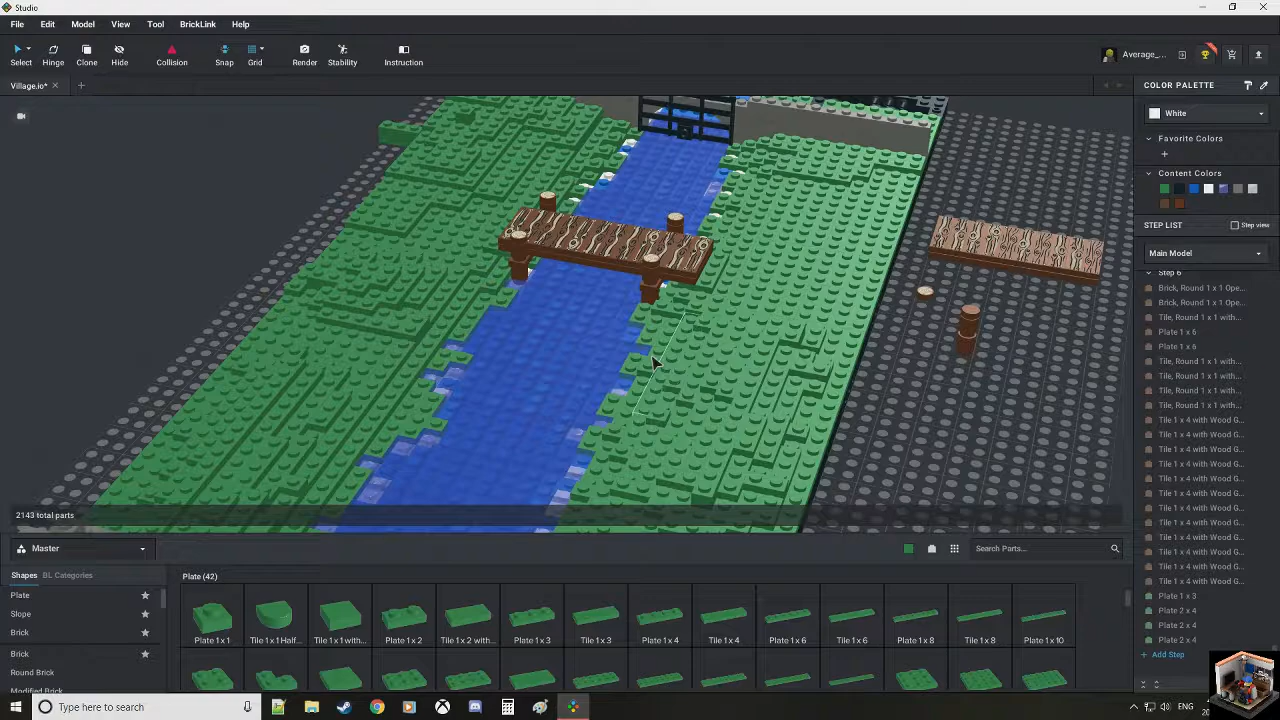 Studio
File Edit Model View Tool BrickLink Help
Select Hinge Clone Hide Collision Snap Grid Render Stability Instruction
Average_...
Village.io*
COLOR PALETTE
White
Favorite Colors
Content Colors
STEP LIST Step view
Main Model
Step 6
Brick, Round 1 x 1 Ope...
Brick, Round 1 x 1 Ope...
Tile, Round 1 x 1 with...
Plate 1 x 6
Plate 1 x 6
Tile, Round 1 x 1 with...
Tile, Round 1 x 1 with...
Tile, Round 1 x 1 with...
Tile, Round 1 x 1 with...
Tile 1 x 4 with Wood G...
Tile 1 x 4 with Wood G...
Tile 1 x 4 with Wood G...
Tile 1 x 4 with Wood G...
Tile 1 x 4 with Wood G...
Tile 1 x 4 with Wood G...
Tile 1 x 4 with Wood G...
Tile 1 x 4 with Wood G...
Tile 1 x 4 with Wood G...
Tile 1 x 4 with Wood G...
Tile 1 x 4 with Wood G...
Tile 1 x 4 with Wood G...
Plate 1 x 3
Plate 2 x 4
Plate 2 x 4
Plate 2 x 4
Add Step
2143 total parts
Master
Search Parts...
Shapes BL Categories
Plate
Slope
Brick
Brick
Round Brick
Modified Brick
Plate (42)
Plate 1 x 1 Tile 1 x 1 Half... Tile 1 x 1 with... Plate 1 x 2 Tile 1 x 2 with... Plate 1 x 3 Tile 1 x 3 Plate 1 x 4 Tile 1 x 4 Plate 1 x 6 Tile 1 x 6 Plate 1 x 8 Tile 1 x 8 Plate 1 x 10
Type here to search
ENG